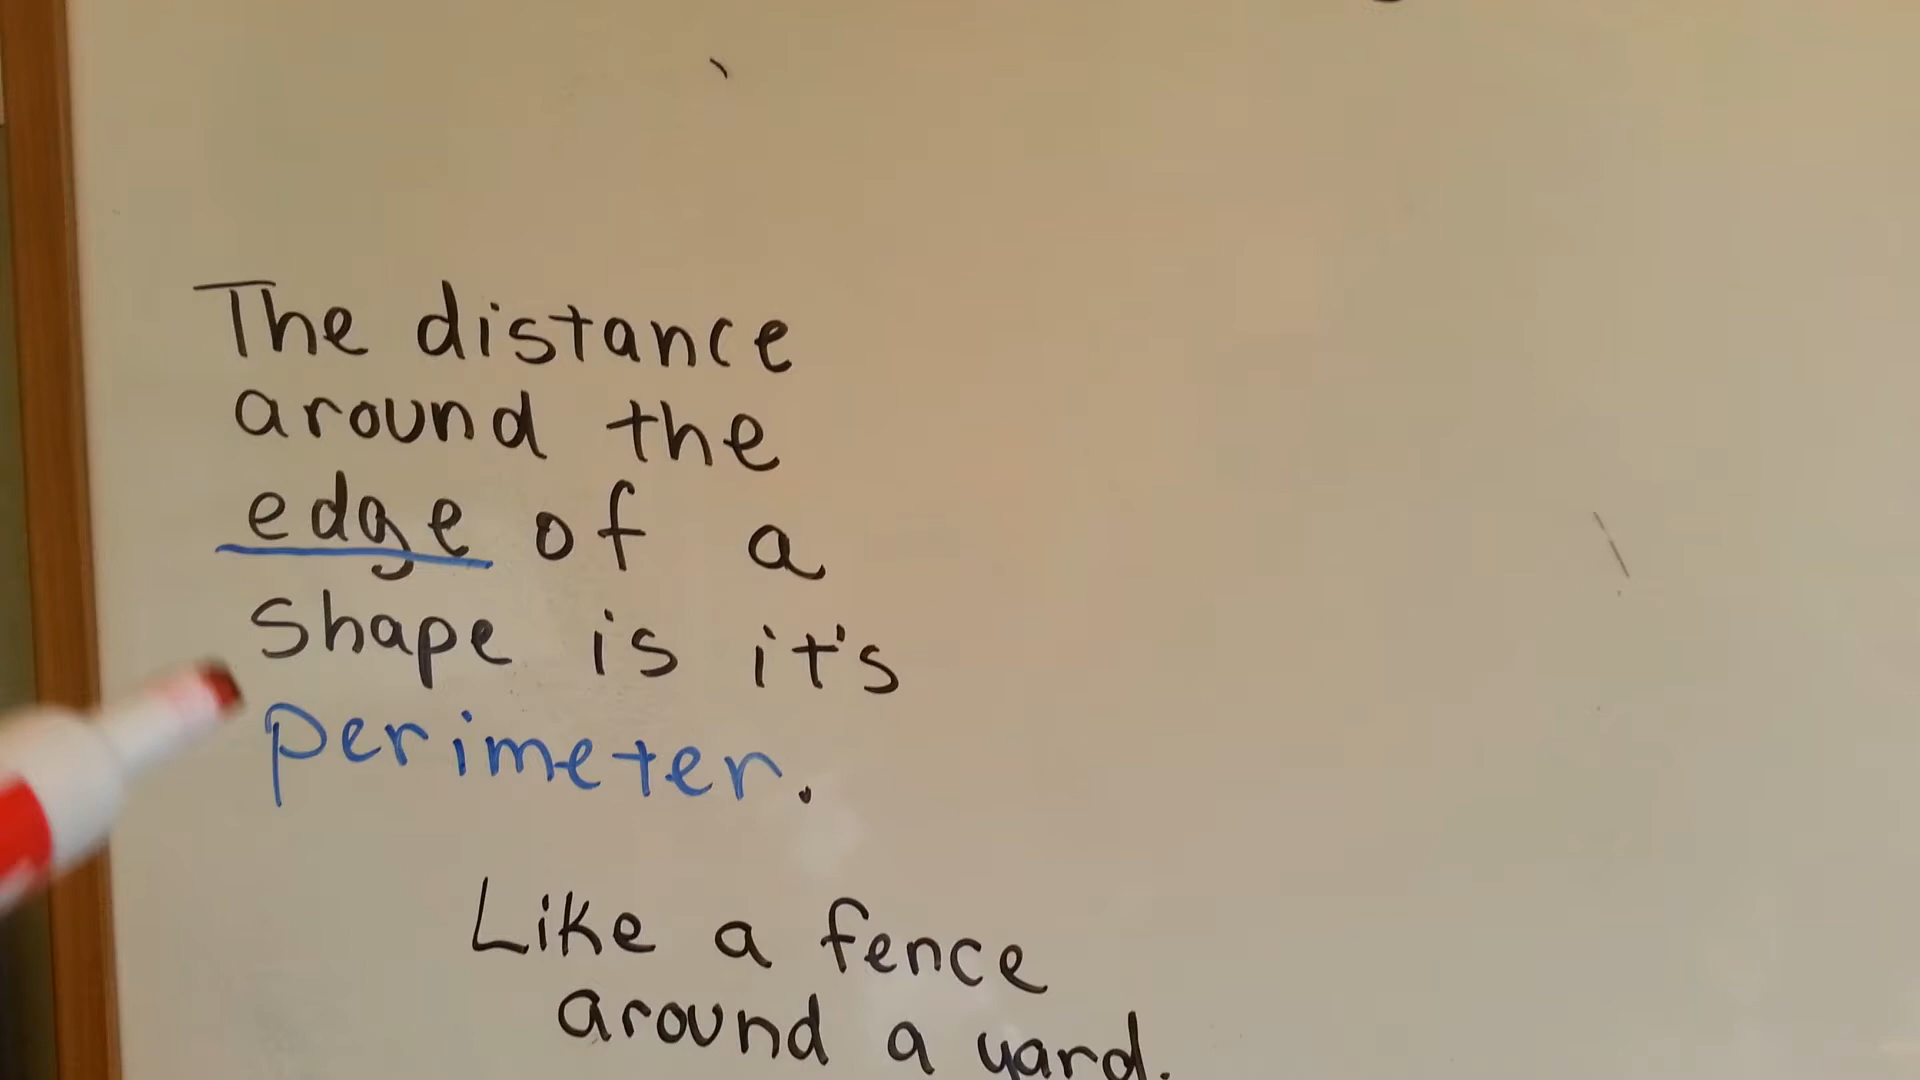 The distance
around the
edge of a
shape is it's
perimeter.
Like a fence
around a yard.